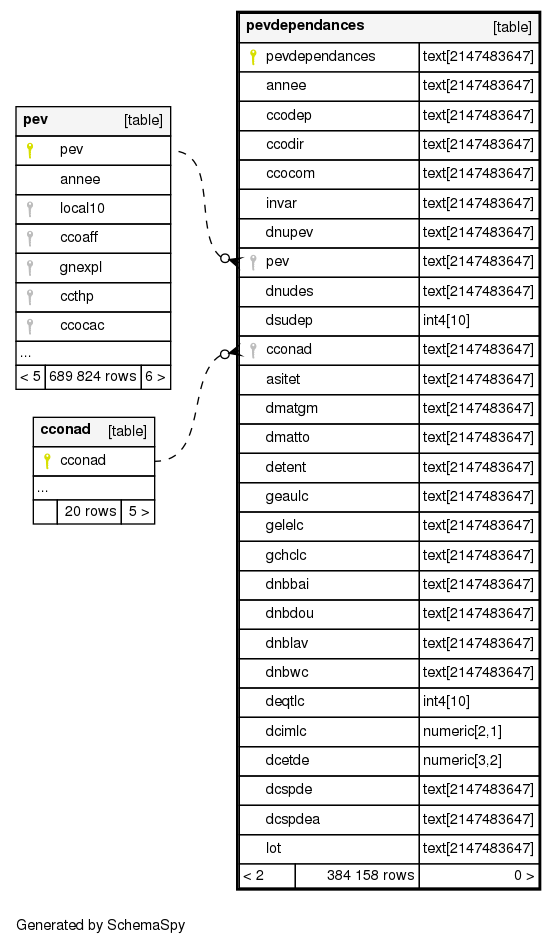 pevdependances [table]
pevdependances text[2147483647]
annee text[2147483647]
ccodep text[2147483647]
ccodir text[2147483647]
ccocom text[2147483647]
invar text[2147483647]
dnupev text[2147483647]
pev text[2147483647]
dnudes text[2147483647]
dsudep int4[10]
cconad text[2147483647]
asitet text[2147483647]
dmatgm text[2147483647]
dmatto text[2147483647]
detent text[2147483647]
geaulc text[2147483647]
gelelc text[2147483647]
gchclc text[2147483647]
dnbbai text[2147483647]
dnbdou text[2147483647]
dnblav text[2147483647]
dnbwc text[2147483647]
deqtlc int4[10]
dcimlc numeric[2,1]
dcetde numeric[3,2]
dcspde text[2147483647]
dcspdea text[2147483647]
lot text[2147483647]
< 2 384 158 rows 0 >
pev [table]
pev
annee
local10
ccoaff
gnexpl
ccthp
ccocac
...
< 5 689 824 rows 6 >
cconad [table]
cconad
...
20 rows 5 >
Generated by SchemaSpy